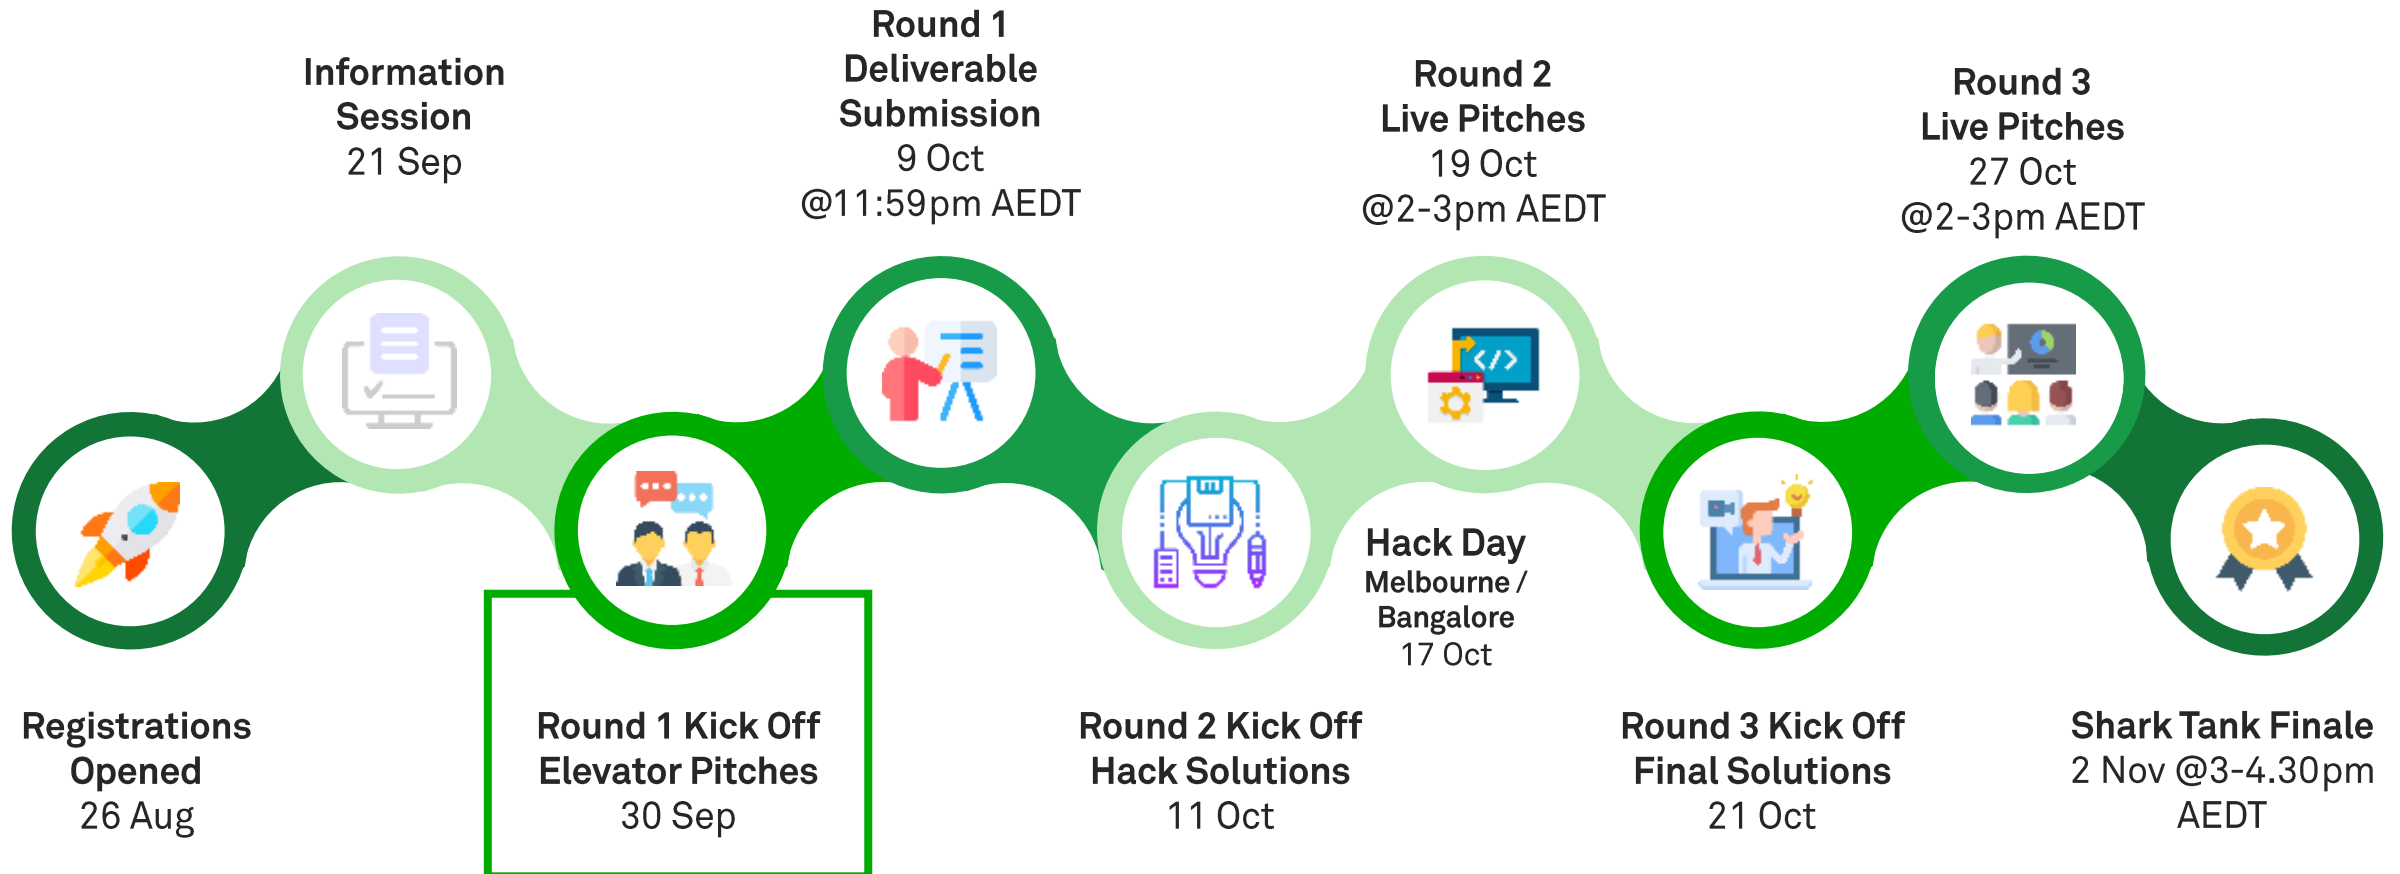 Registrations
Opened
26 Aug
Information
Session
21 Sep
Round 1 Kick Off
Elevator Pitches
30 Sep
Round 1
Deliverable
Submission
9 Oct
@11:59pm AEDT
Round 2 Kick Off
Hack Solutions
11 Oct
Hack Day
Melbourne /
Bangalore
17 Oct
Round 2
Live Pitches
19 Oct
@2-3pm AEDT
Round 3 Kick Off
Final Solutions
21 Oct
Round 3
Live Pitches
27 Oct
@2-3pm AEDT
Shark Tank Finale
2 Nov @3-4.30pm
AEDT